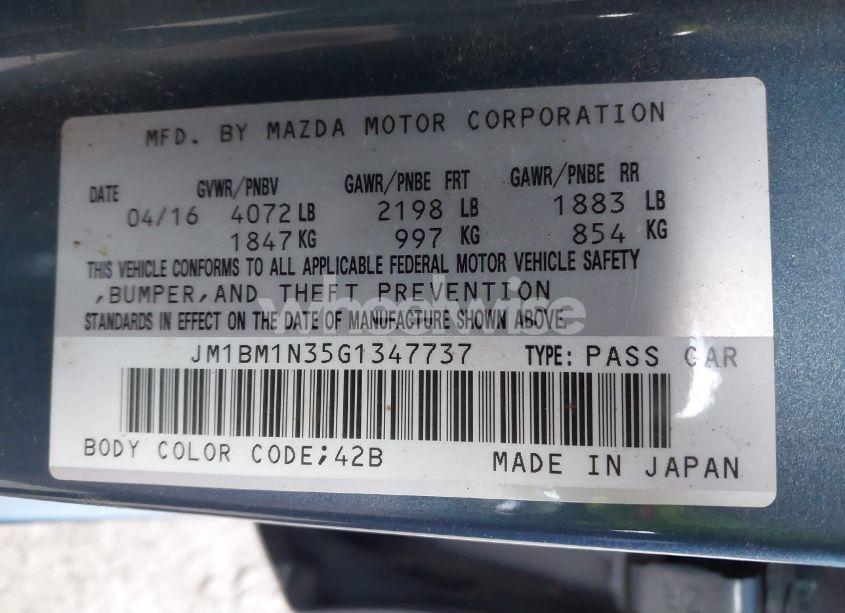 MFD. BY MAZDA MOTOR CORPORATION
DATE GVWR/PNBV GAWR/PNBE FRT GAWR/PNBE RR
04/16 4072 LB 2198 LB 1883 LB
1847 KG 997 KG 854 KG
THIS VEHICLE CONFORMS TO ALL APPLICABLE FEDERAL MOTOR VEHICLE SAFETY
,BUMPER,AND THEFT PREVENTION
wheelwise
STANDARDS IN EFFECT ON THE DATE OF MANUFACTURE SHOWN ABOVE.
JM1BM1N35G1347737 TYPE: PASS CAR
BODY COLOR CODE;42B MADE IN JAPAN